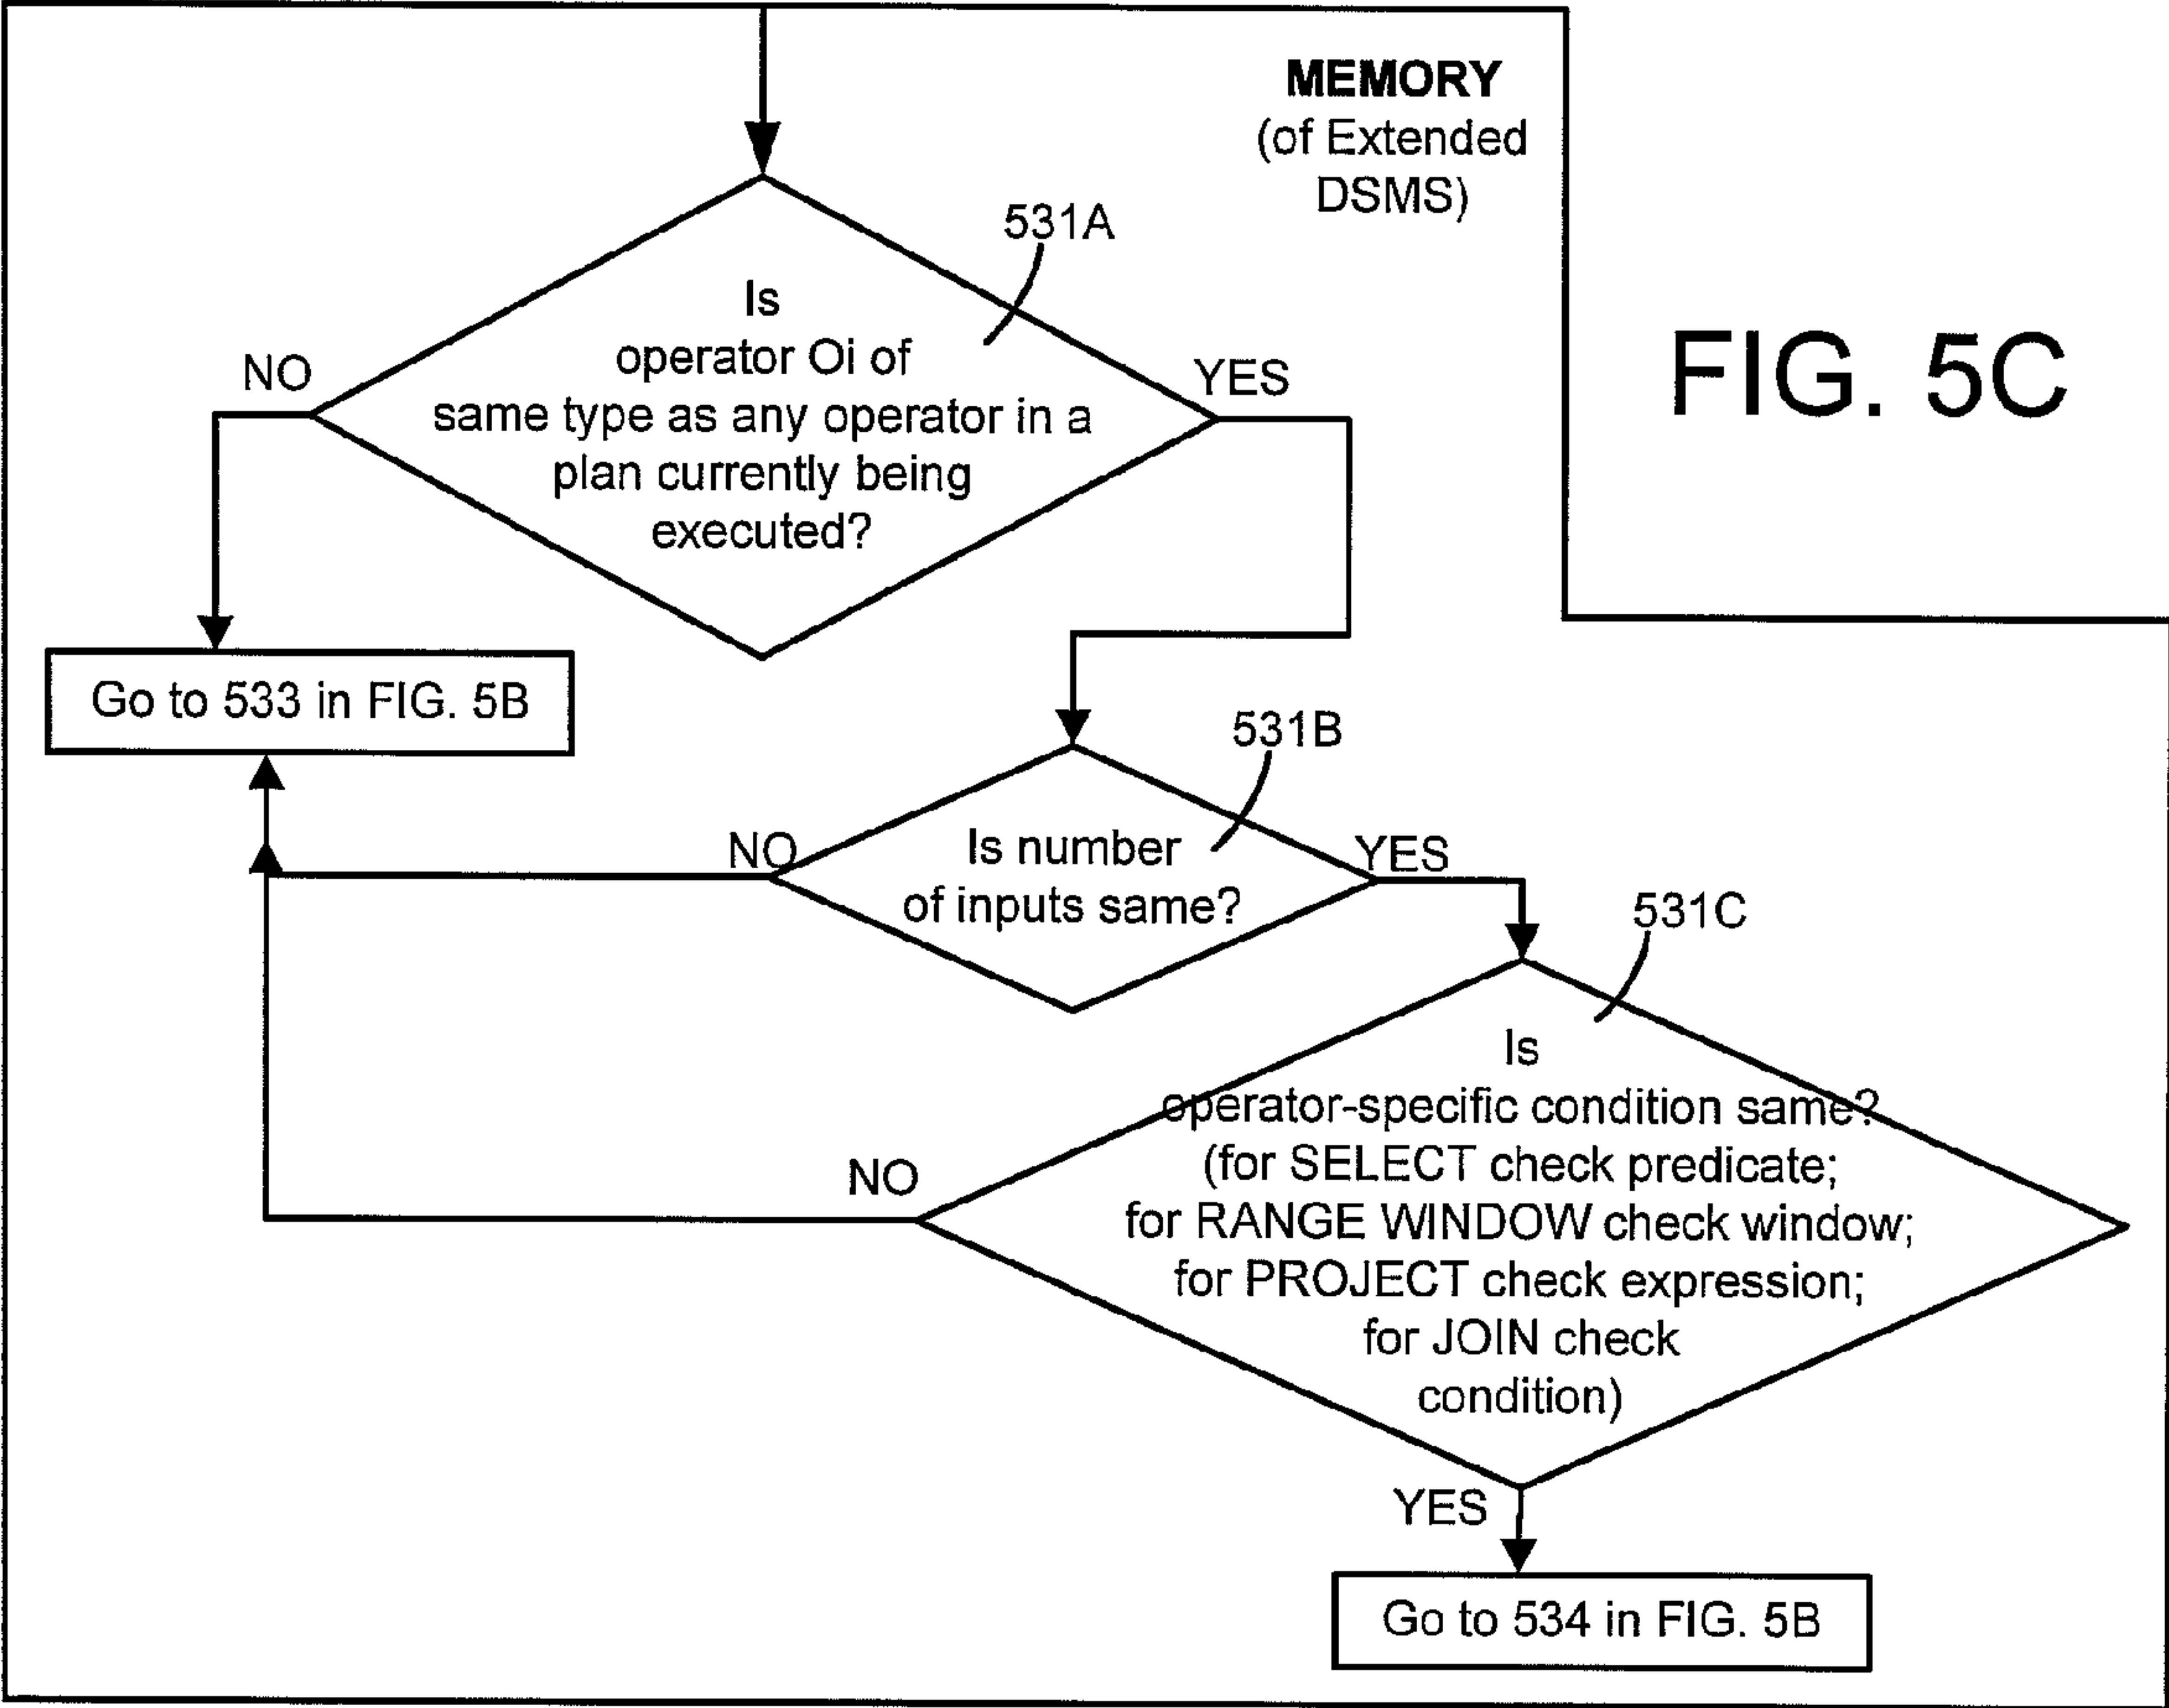 MEMORY
(of Extended
DSMS)
FIG. 5C
531A
Is
operator Oi of
same type as any operator in a
plan currently being
executed?
NO
YES
Go to 533 in FIG. 5B
531B
Is number
of inputs same?
NO
YES
531C
Is
operator-specific condition same?
(for SELECT check predicate;
for RANGE WINDOW check window;
for PROJECT check expression;
for JOIN check
condition)
NO
YES
Go to 534 in FIG. 5B